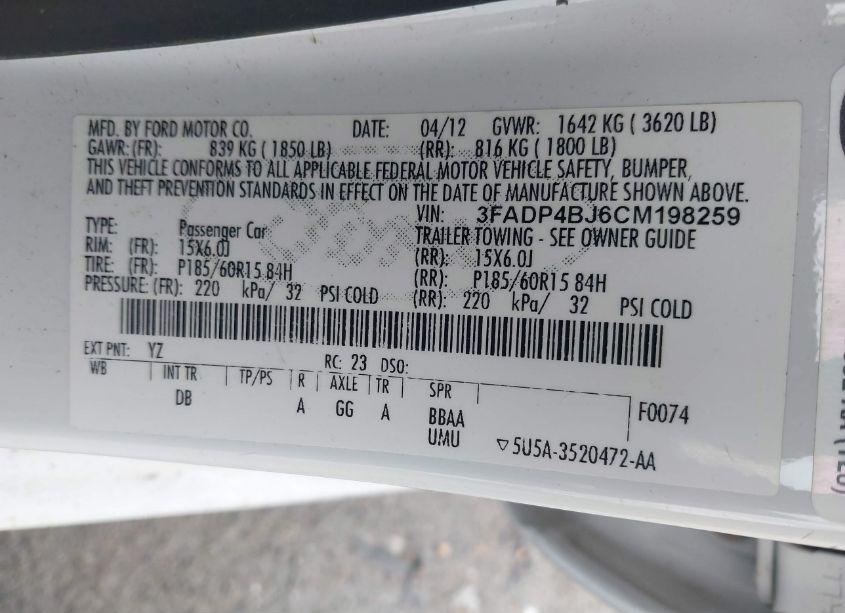 MFD. BY FORD MOTOR CO. DATE: 04/12 GVWR: 1642 KG ( 3620 LB)
GAWR: (FR): 839 KG ( 1850 LB) (RR): 816 KG ( 1800 LB)
THIS VEHICLE CONFORMS TO ALL APPLICABLE FEDERAL MOTOR VEHICLE SAFETY, BUMPER,
AND THEFT PREVENTION STANDARDS IN EFFECT ON THE DATE OF MANUFACTURE SHOWN ABOVE.
VIN: 3FADP4BJ6CM198259
TYPE: Passenger Car TRAILER TOWING - SEE OWNER GUIDE
RIM: (FR): 15X6.0J (RR): 15X6.0J
TIRE: (FR): P185/60R15 84H (RR): P185/60R15 84H
PRESSURE: (FR): 220 kPa/ 32 PSI COLD (RR): 220 kPa/ 32 PSI COLD
EXT PNT: YZ RC: 23 DSO:
WB INT TR TP/PS R AXLE TR SPR
DB A GG A BBAA F0074
UMU ▽5U5A-3520472-AA